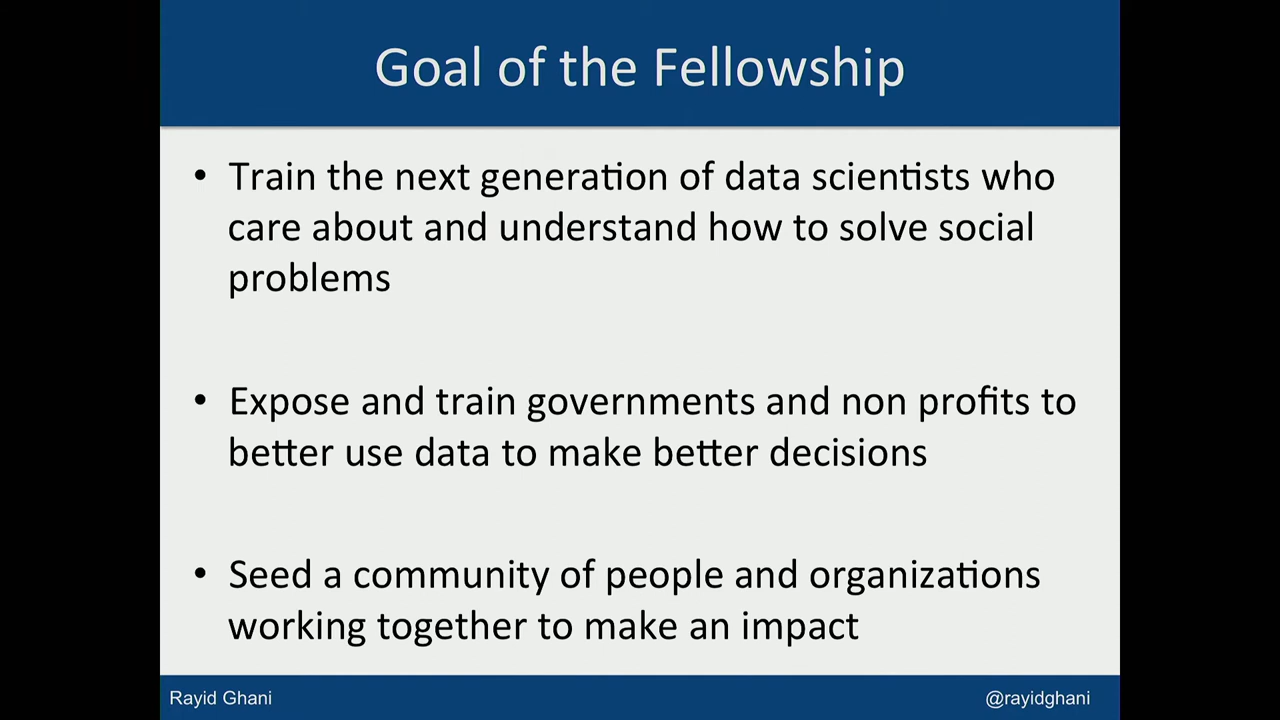 Goal of the Fellowship
• Train the next generation of data scientists who
care about and understand how to solve social
problems
• Expose and train governments and non profits to
better use data to make better decisions
• Seed a community of people and organizations
working together to make an impact
Rayid Ghani
@rayidghani